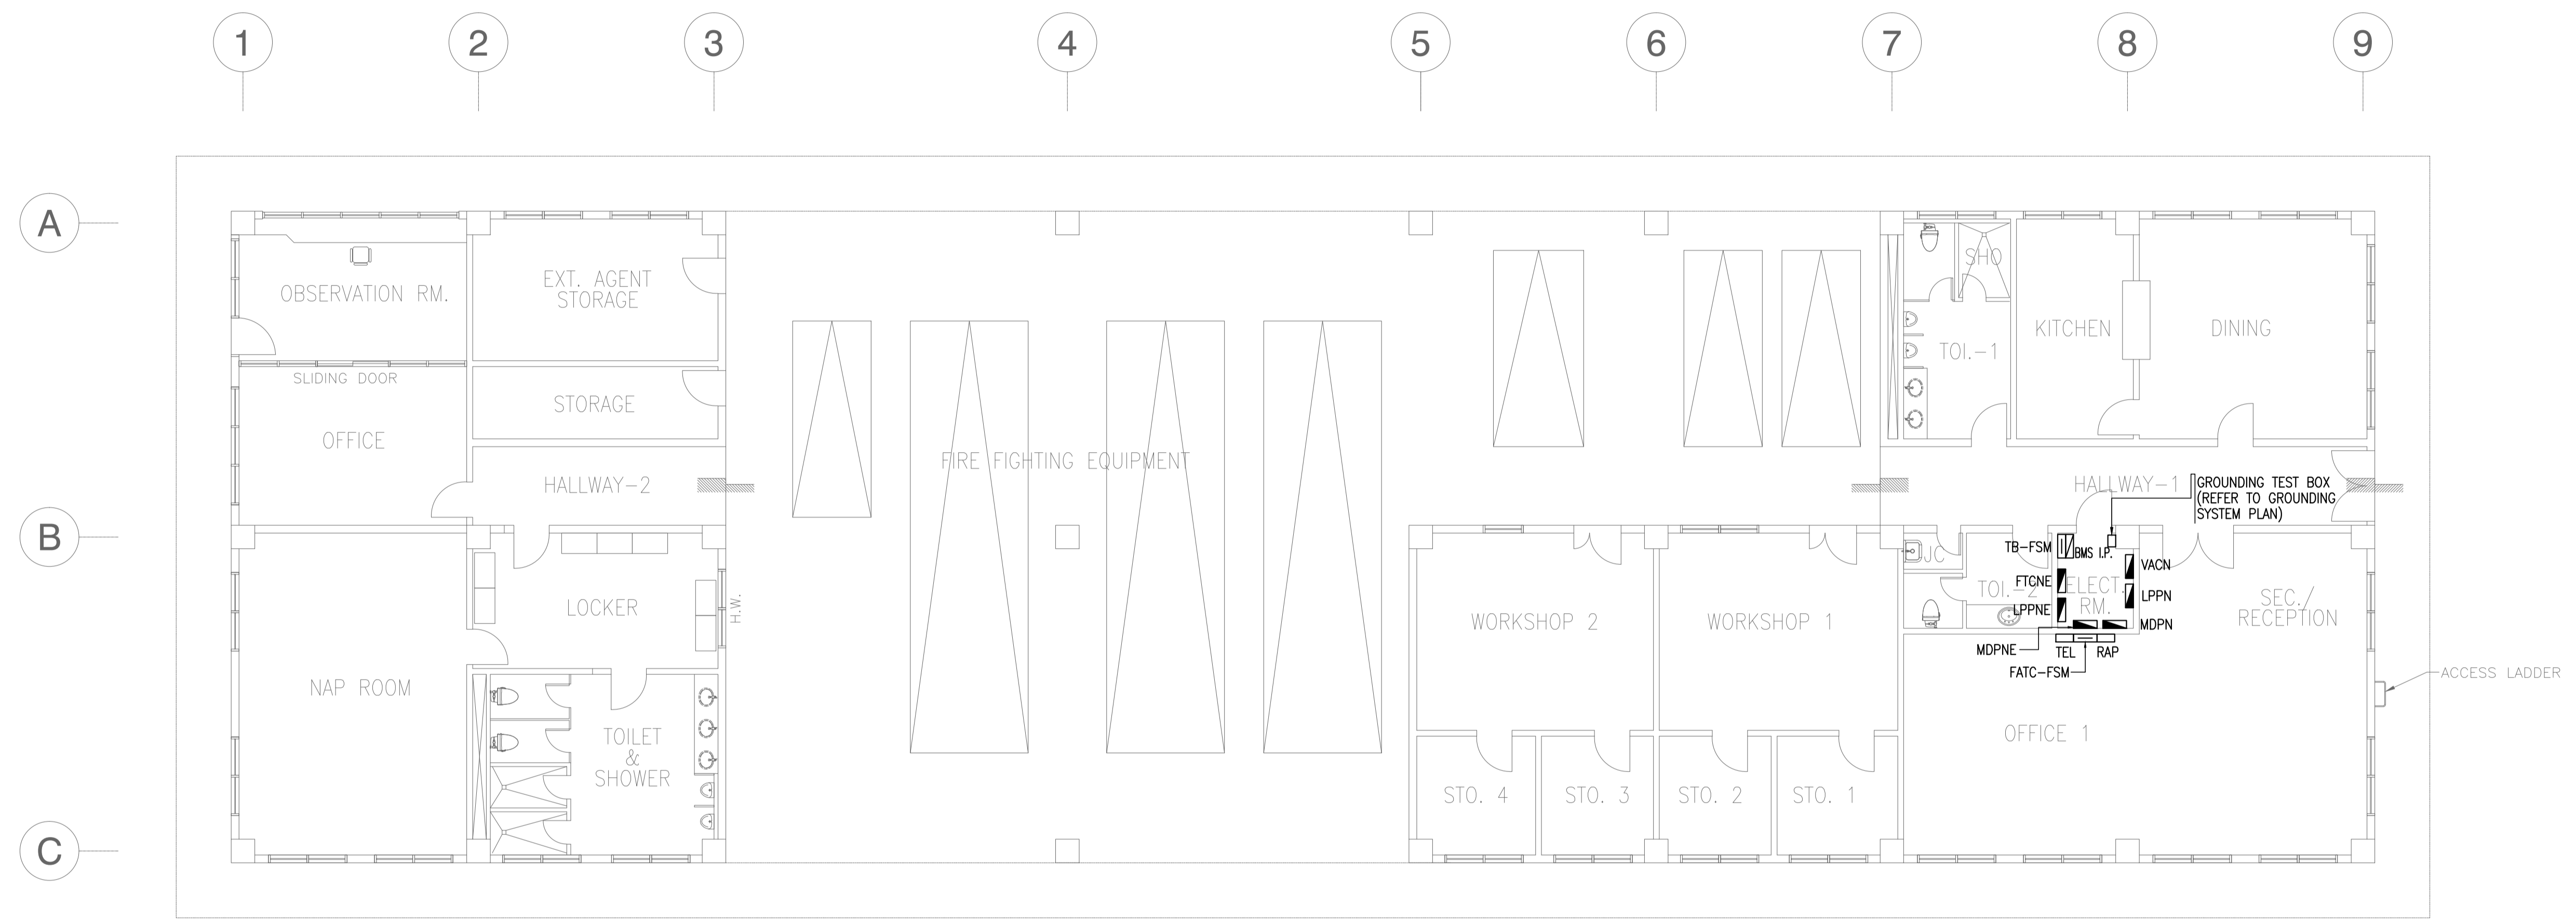 1
2
3
4
5
6
7
8
9
A
B
C
OBSERVATION RM.
EXT. AGENT
STORAGE
SLIDING DOOR
STORAGE
OFFICE
HALLWAY-2
FIRE FIGHTING EQUIPMENT
SHO
TOI.-1
KITCHEN
DINING
HALLWAY-1
GROUNDING TEST BOX
(REFER TO GROUNDING
SYSTEM PLAN)
LOCKER
H.W.
NAP ROOM
TOILET
&
SHOWER
WORKSHOP 2
WORKSHOP 1
STO. 4
STO. 3
STO. 2
STO. 1
JC
TOI.-2
TB-FSM
BMS I.P.
FTCNE
LPPNE
ELECT.
RM.
VACN
LPPN
MDPN
MDPNE
TEL
RAP
FATC-FSM
SEC./
RECEPTION
OFFICE 1
ACCESS LADDER